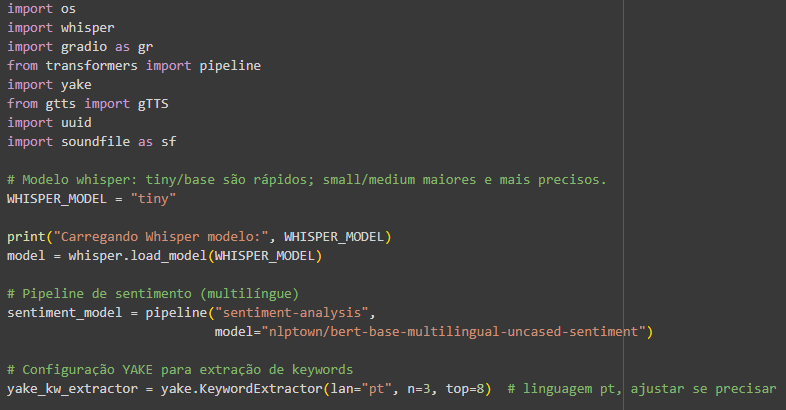 import os
import whisper
import gradio as gr
from transformers import pipeline
import yake
from gtts import gTTS
import uuid
import soundfile as sf
# Modelo whisper: tiny/base são rápidos; small/medium maiores e mais precisos.
WHISPER_MODEL = "tiny"
print("Carregando Whisper modelo:", WHISPER_MODEL)
model = whisper.load_model(WHISPER_MODEL)
# Pipeline de sentimento (multilíngue)
sentiment_model = pipeline("sentiment-analysis",
model="nlptown/bert-base-multilingual-uncased-sentiment")
# Configuração YAKE para extração de keywords
yake_kw_extractor = yake.KeywordExtractor(lan="pt", n=3, top=8)  # linguagem pt, ajustar se precisar